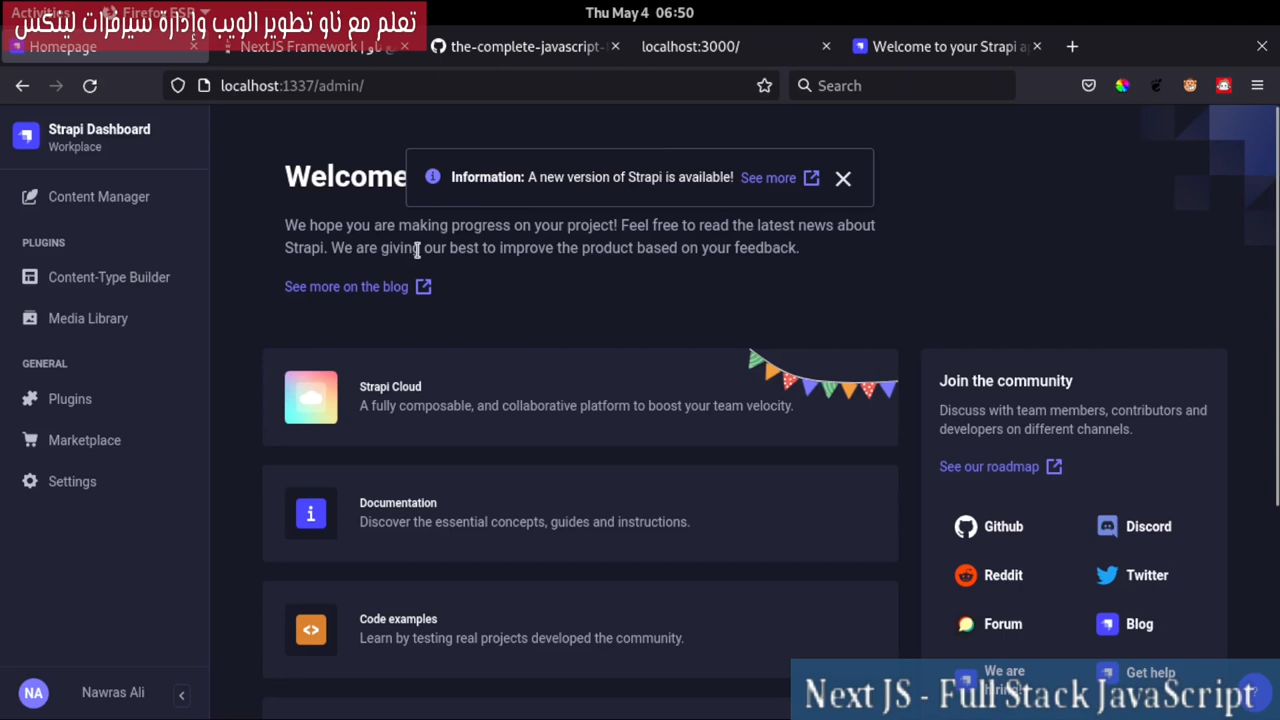 Thu May 4 06:50
تعلم مع ناو تطوير الويب وإدارة سيرفرات لينكس
Homepage
NextJS Framework |
the-complete-javascript-
localhost:3000/
Welcome to your Strapi a
localhost:1337/admin/
Search
Strapi Dashboard
Workplace
Content Manager
PLUGINS
Content-Type Builder
Media Library
GENERAL
Plugins
Marketplace
Settings
NA
Nawras Ali
Welcome
Information: A new version of Strapi is available! See more
We hope you are making progress on your project! Feel free to read the latest news about
Strapi. We are giving our best to improve the product based on your feedback.
See more on the blog
Strapi Cloud
A fully composable, and collaborative platform to boost your team velocity.
Documentation
Discover the essential concepts, guides and instructions.
Code examples
Learn by testing real projects developed the community.
Join the community
Discuss with team members, contributors and
developers on different channels.
See our roadmap
Github
Discord
Reddit
Twitter
Forum
Blog
We are
Get help
Next JS - Full Stack JavaScript